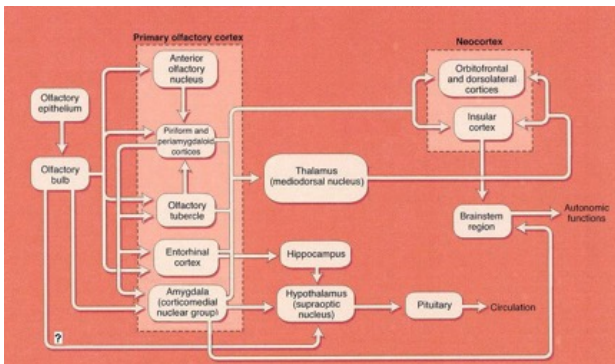 Primary olfactory cortex
Neocortex
Anterior
olfactory
nucleus
Orbitofrontal
and dorsolateral
cortices
Olfactory
epithelium
Piriform and
periamygdaloid
cortices
Insular
cortex
Olfactory
bulb
Thalamus
(mediodorsal nucleus)
Olfactory
tubercle
Brainstem
region
Autonomic
functions
Entorhinal
cortex
Hippocampus
Amygdala
(corticomedial
nuclear group)
Hypothalamus
(supraoptic
nucleus)
Pituitary
Circulation
?